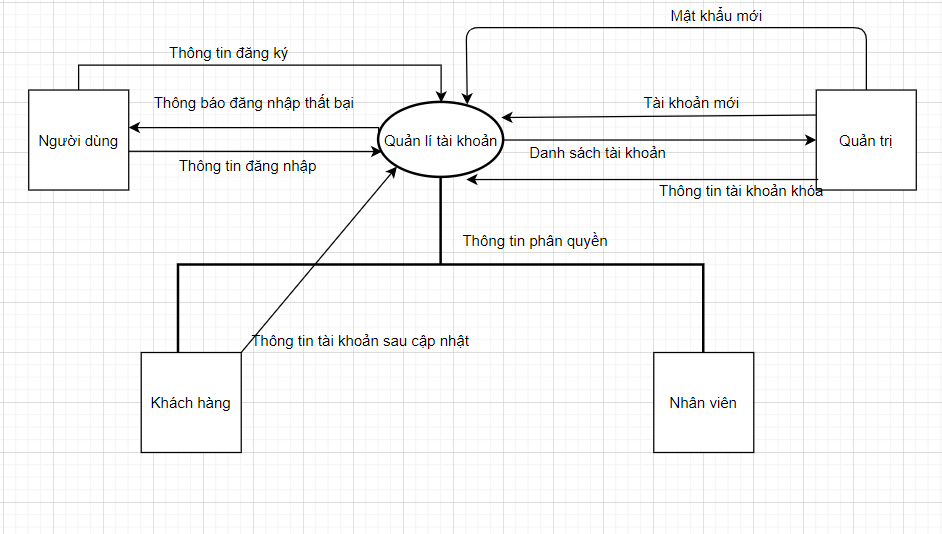 Mật khẩu mới
Thông tin đăng ký
Thông báo đăng nhập thất bại
Tài khoản mới
Người dùng
Quản lí tài khoản
Quản trị
Danh sách tài khoản
Thông tin đăng nhập
Thông tin tài khoản khóa
Thông tin phân quyền
Thông tin tài khoản sau cập nhật
Khách hàng
Nhân viên